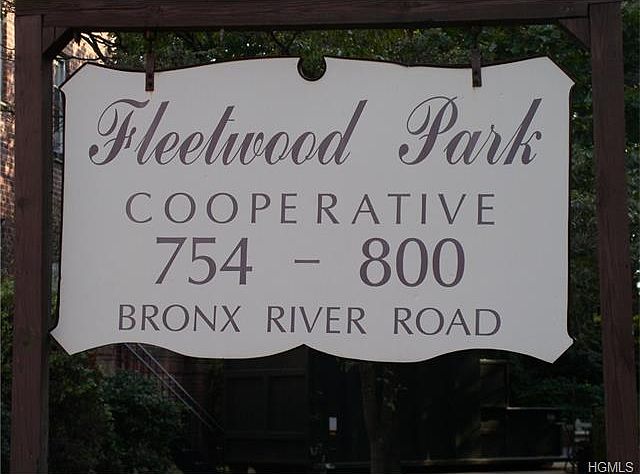 Fleetwood Park
COOPERATIVE
754 - 800
BRONX RIVER ROAD
HGMLS